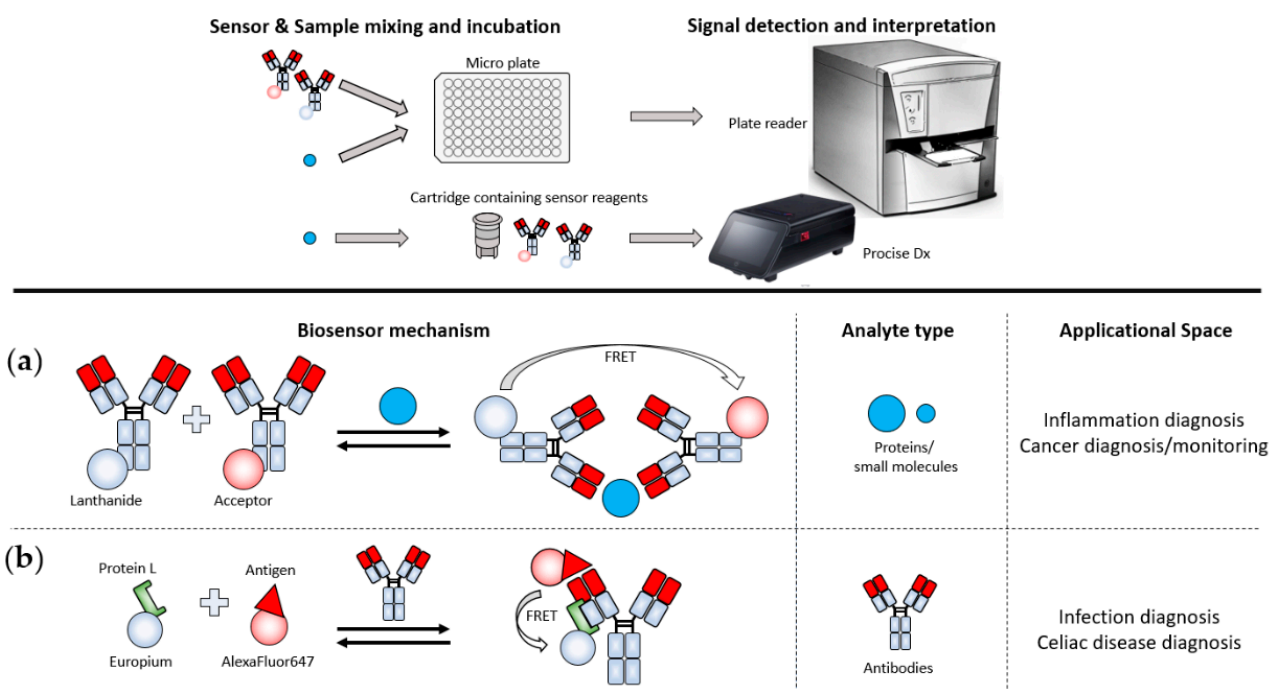 Sensor & Sample mixing and incubation
Signal detection and interpretation
Micro plate
Plate reader
Cartridge containing sensor reagents
Procise Dx
Biosensor mechanism
Analyte type
Applicational Space
(a)
FRET
Lanthanide
Acceptor
Proteins/
small molecules
Inflammation diagnosis
Cancer diagnosis/monitoring
(b)
Protein L
Antigen
Europium
AlexaFluor647
FRET
Antibodies
Infection diagnosis
Celiac disease diagnosis